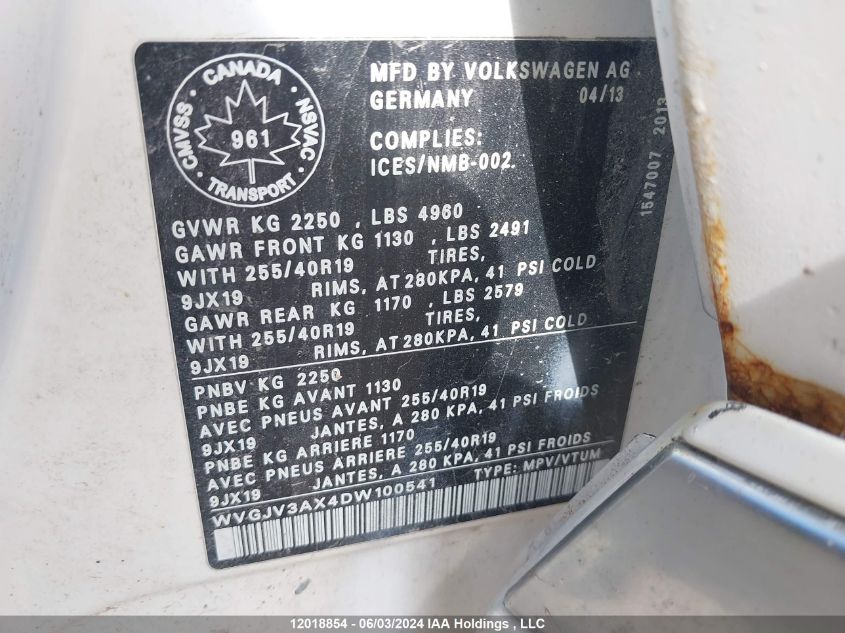 CANADA
CMVSS
NSVAC
961
TRANSPORT
MFD BY VOLKSWAGEN AG
GERMANY 04/13
COMPLIES:
ICES/NMB-002
1547007 2013
GVWR KG 2250 , LBS 4960
GAWR FRONT KG 1130 , LBS 2491
WITH 255/40R19 TIRES,
9JX19 RIMS, AT 280KPA, 41 PSI COLD
GAWR REAR KG 1170 , LBS 2579
WITH 255/40R19 TIRES,
9JX19 RIMS, AT 280KPA, 41 PSI COLD
PNBV KG 2250
PNBE KG AVANT 1130
AVEC PNEUS AVANT 255/40R19
9JX19 JANTES, A 280 KPA, 41 PSI FROIDS
PNBE KG ARRIERE 1170
AVEC PNEUS ARRIERE 255/40R19
9JX19 JANTES, A 280 KPA, 41 PSI FROIDS
WVGJV3AX4DW100541 TYPE: MPV/VTUM
12018854 - 06/03/2024 IAA Holdings, LLC.